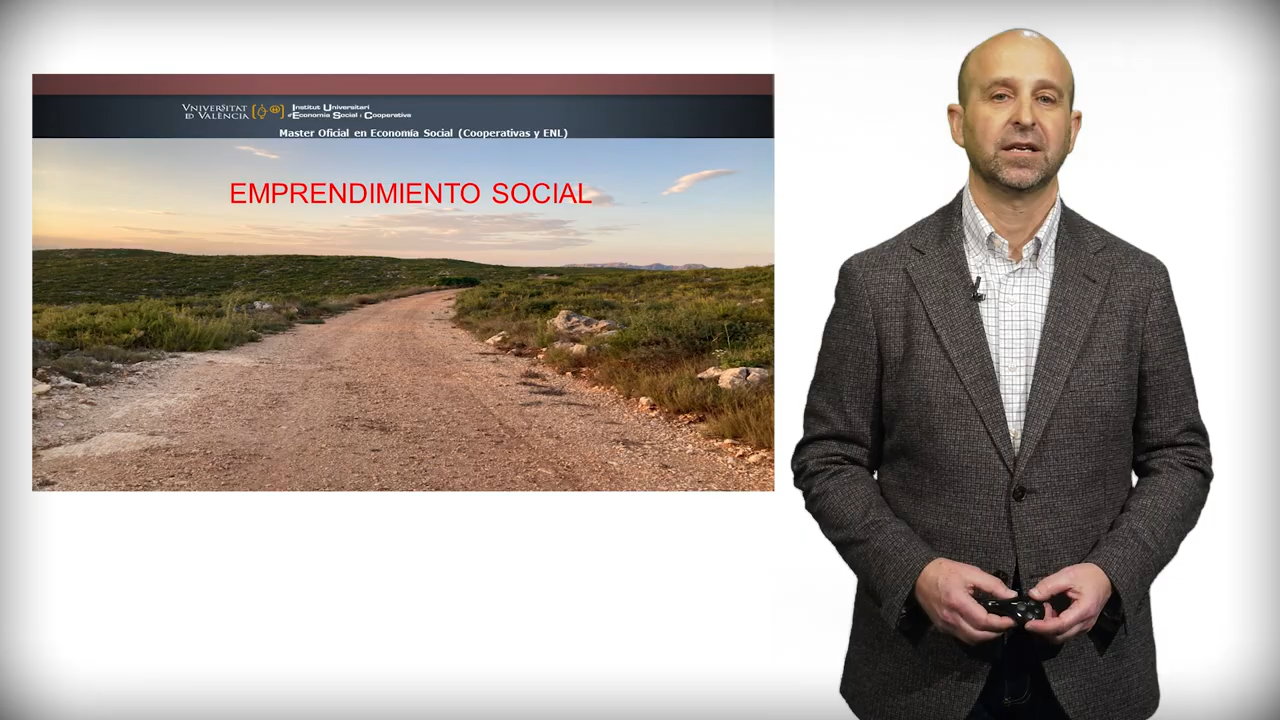 VNIVERSITAT
ID VALÈNCIA
Institut Universitari
d'Economia Social i Cooperativa
Master Oficial en Economía Social (Cooperativas y ENL)
EMPRENDIMIENTO SOCIAL